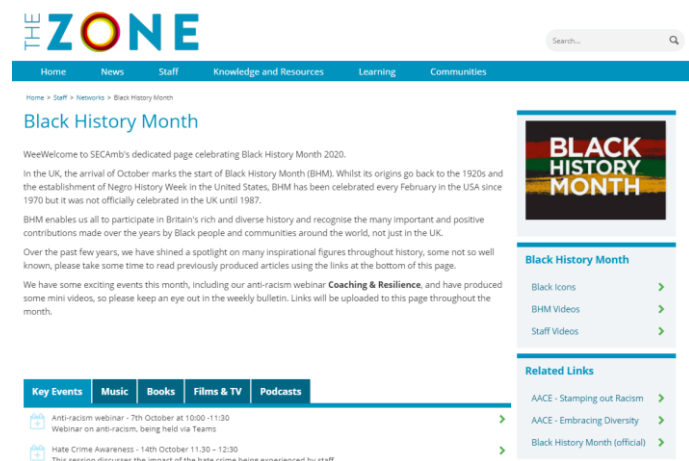 THE ZONE
Search...
Home News Staff Knowledge and Resources Learning Communities
Home > Staff > Networks > Black History Month
Black History Month
WeeWelcome to SECAmb's dedicated page celebrating Black History Month 2020.
In the UK, the arrival of October marks the start of Black History Month (BHM). Whilst its origins go back to the 1920s and
the establishment of Negro History Week in the United States, BHM has been celebrated every February in the USA since
1970 but it was not officially celebrated in the UK until 1987.
BHM enables us all to participate in Britain's rich and diverse history and recognise the many important and positive
contributions made over the years by Black people and communities around the world, not just in the UK.
Over the past few years, we have shined a spotlight on many inspirational figures throughout history, some not so well
known, please take some time to read previously produced articles using the links at the bottom of this page.
We have some exciting events this month, including our anti-racism webinar Coaching & Resilience, and have produced
some mini videos, so please keep an eye out in the weekly bulletin. Links will be uploaded to this page throughout the
month.
Key Events Music Books Films & TV Podcasts
Anti-racism webinar - 7th October at 10:00 -11:30
Webinar on anti-racism, being held via Teams
Hate Crime Awareness - 14th October 11.30 – 12:30
This session discusses the impact of the hate crime being experienced by staff
BLACK
HISTORY
MONTH
Black History Month
Black Icons
BHM Videos
Staff Videos
Related Links
AACE - Stamping out Racism
AACE - Embracing Diversity
Black History Month (official)